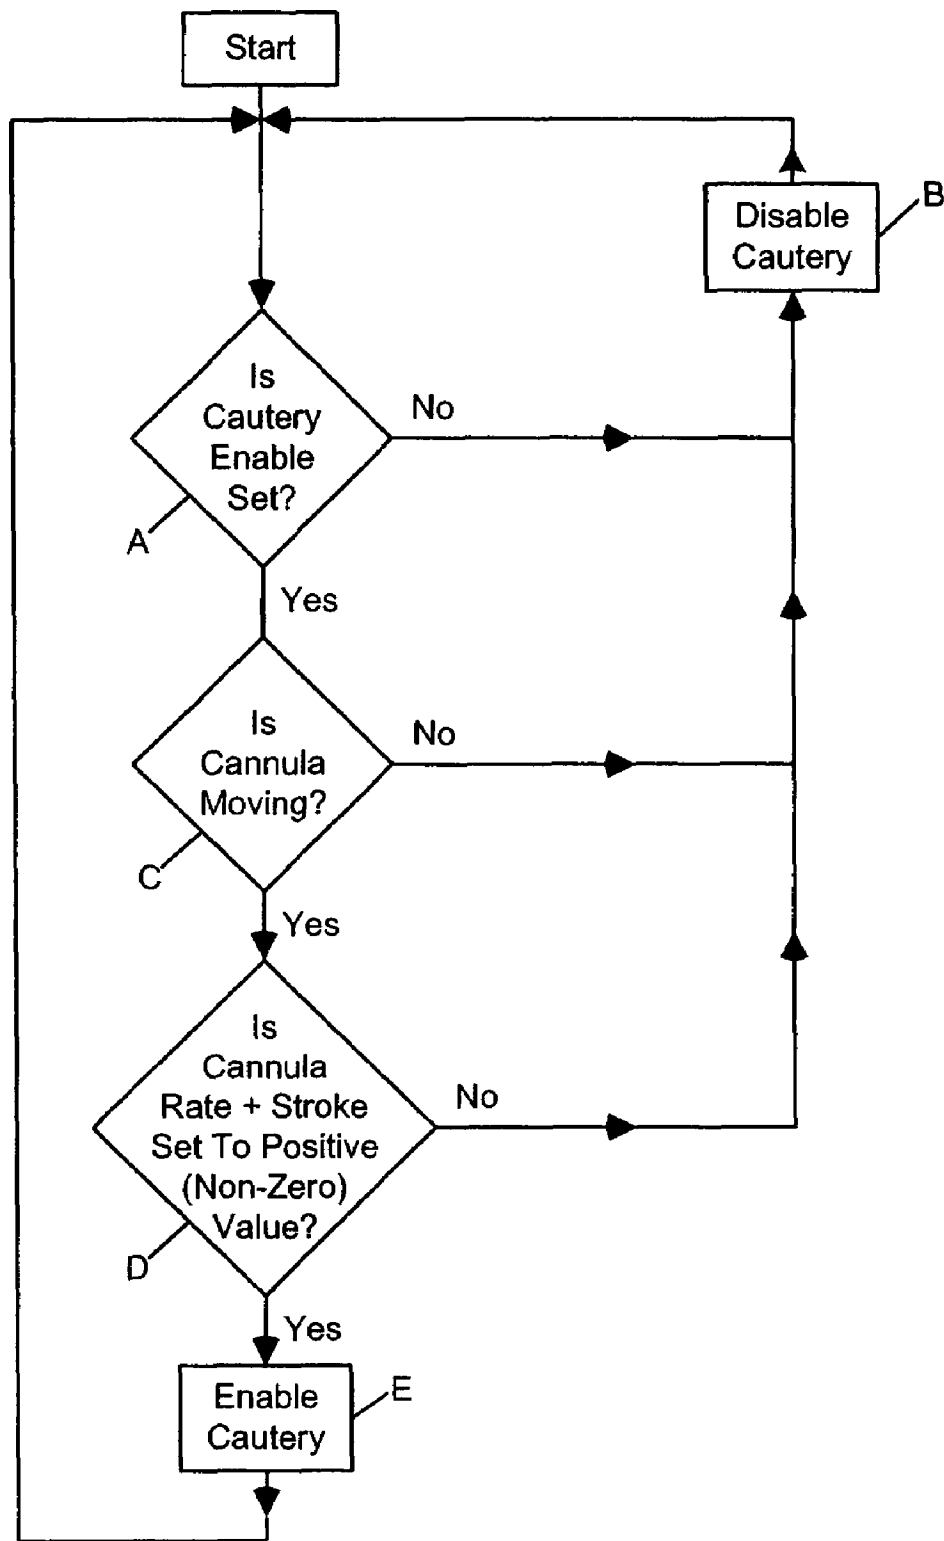 Start
Disable
Cautery
B
Is
Cautery
Enable
Set?
No
A
Yes
Is
Cannula
Moving?
No
C
Yes
Is
Cannula
Rate + Stroke
Set To Positive
(Non-Zero)
Value?
No
D
Yes
Enable
Cautery
E